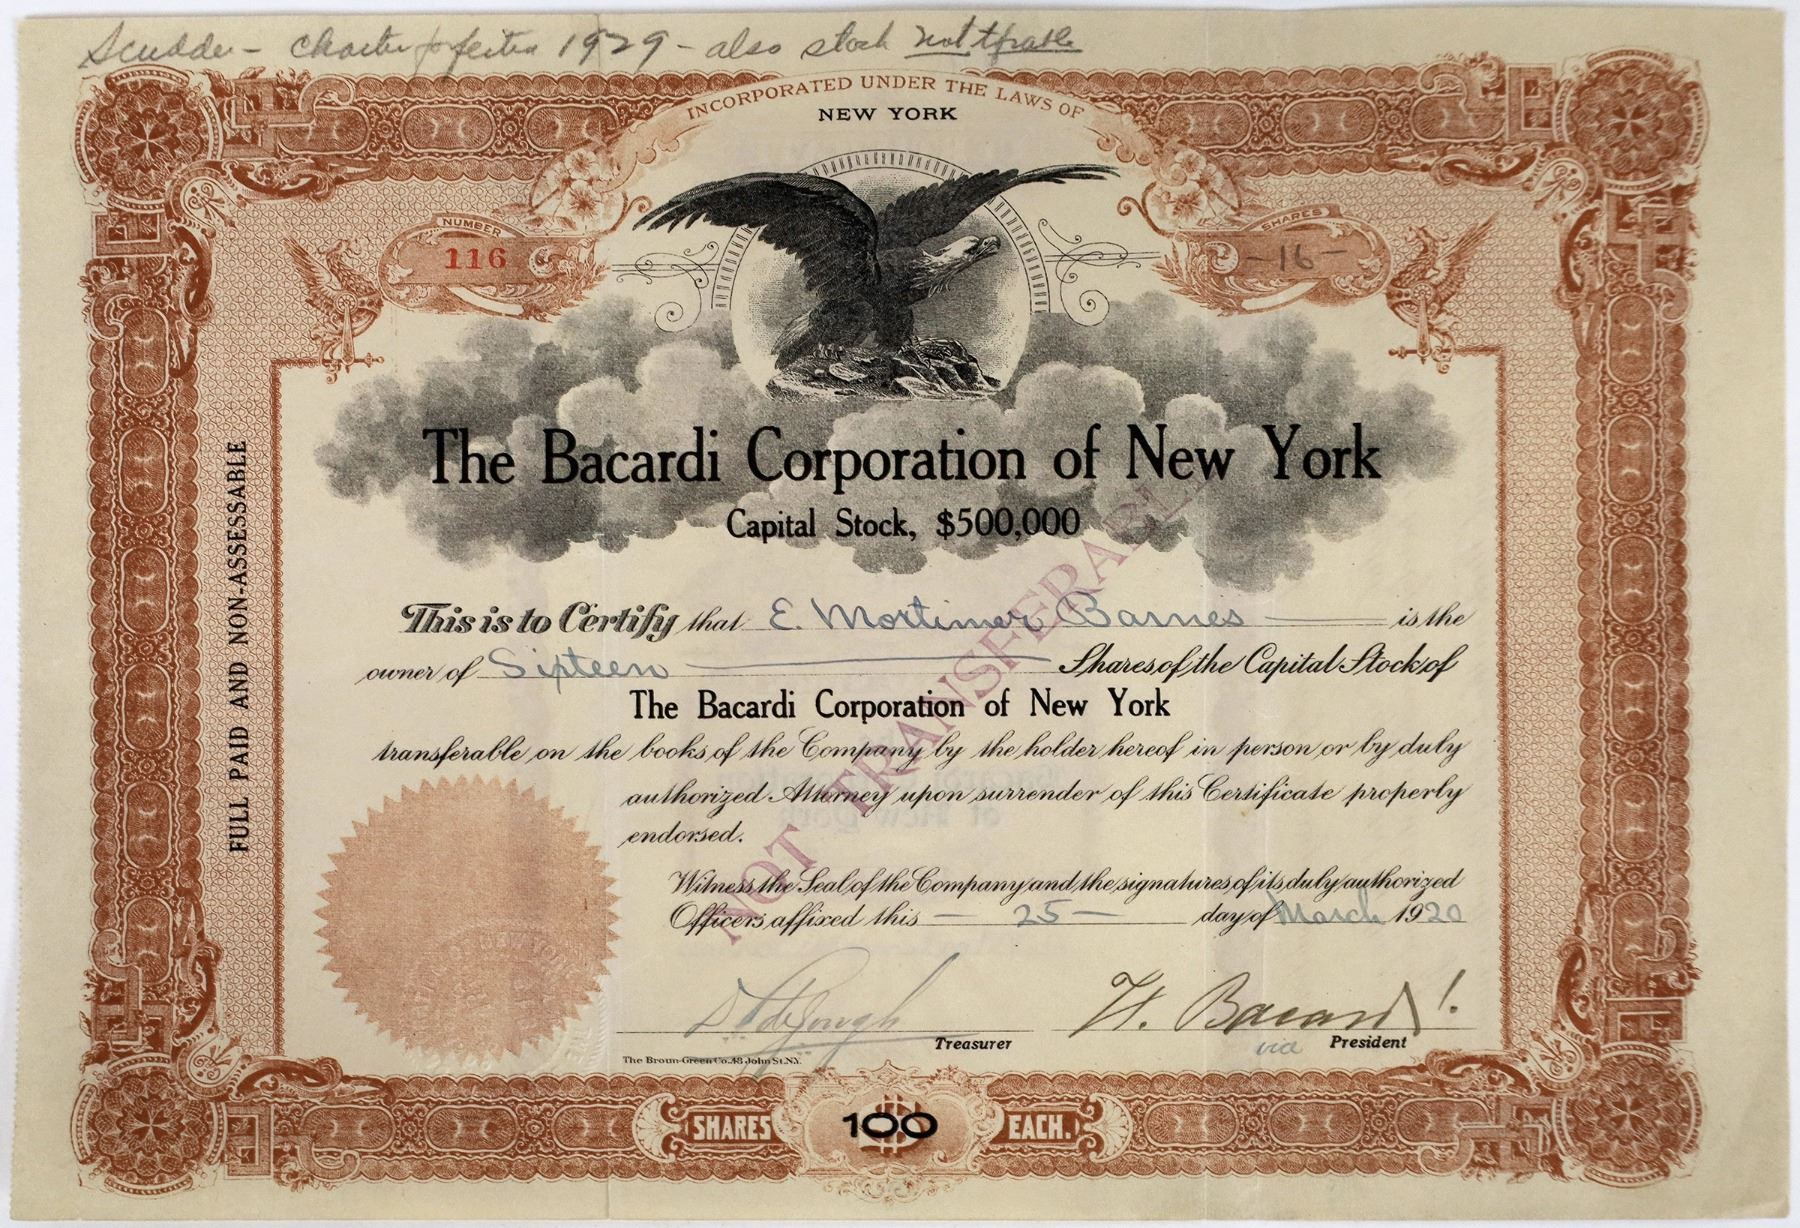 Scudder - charter forfeited 1929 - also stock not tfrable
INCORPORATED UNDER THE LAWS OF
NEW YORK
NUMBER
116
SHARES
-16-
The Bacardi Corporation of New York
Capital Stock, $500,000
FULL PAID AND NON-ASSESSABLE
NOT TRANSFERABLE
This is to Certify that E. Mortimer Barnes is the
owner of Sixteen Shares of the Capital Stock of
The Bacardi Corporation of New York
transferable on the books of the Company by the holder hereof in person or by duly
authorized Attorney upon surrender of this Certificate properly
endorsed.
Witness the Seal of the Company and the signatures of its duly authorized
Officers affixed this - 25 - day of March 1920
H. Bacardi
Treasurer
via President
The Broun-Green Co. 48 John St. N.Y.
SHARES $100 EACH.